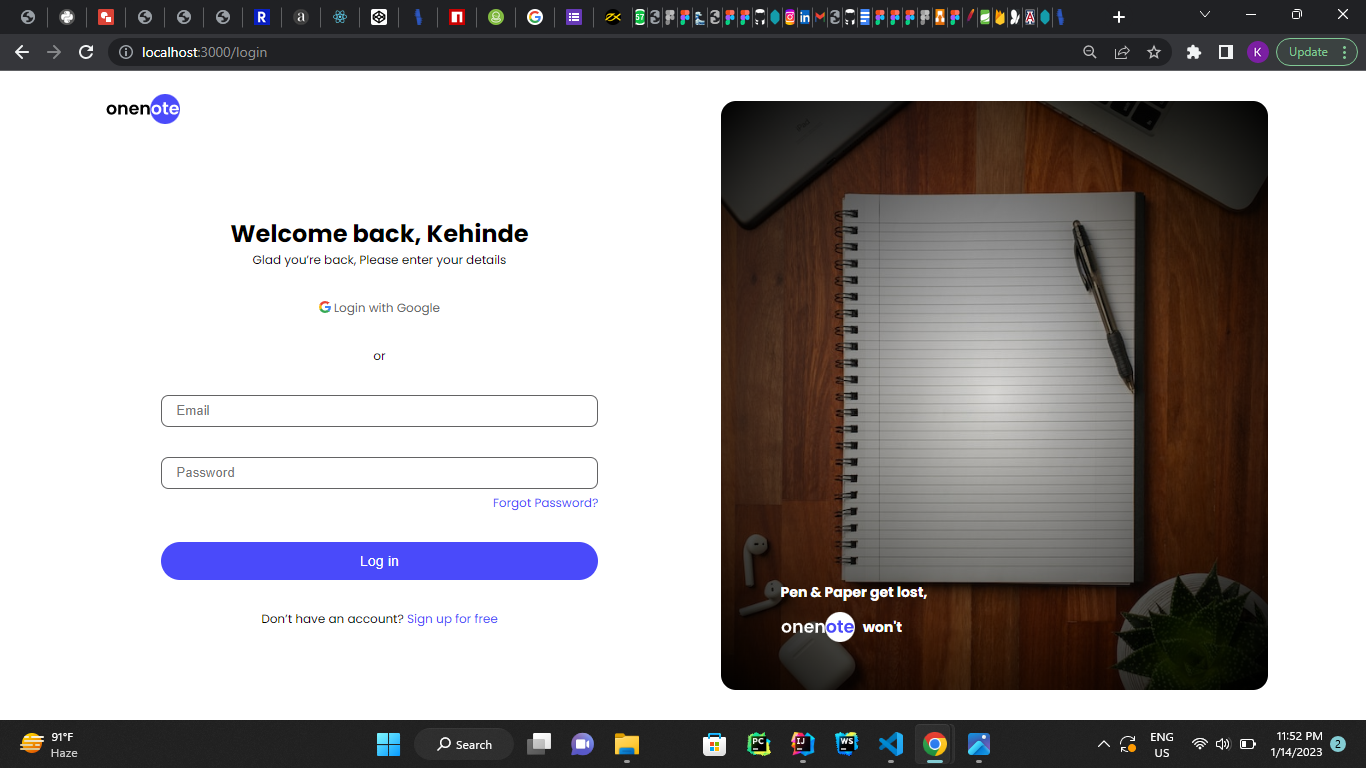 localhost:3000/login
K
Update
onenote
Welcome back, Kehinde
Glad you're back, Please enter your details
Login with Google
or
Email
Password
Forgot Password?
Log in
Don't have an account? Sign up for free
Pen & Paper get lost,
onenote won't
91°F
Haze
Search
ENG
US
11:52 PM
1/14/2023
2